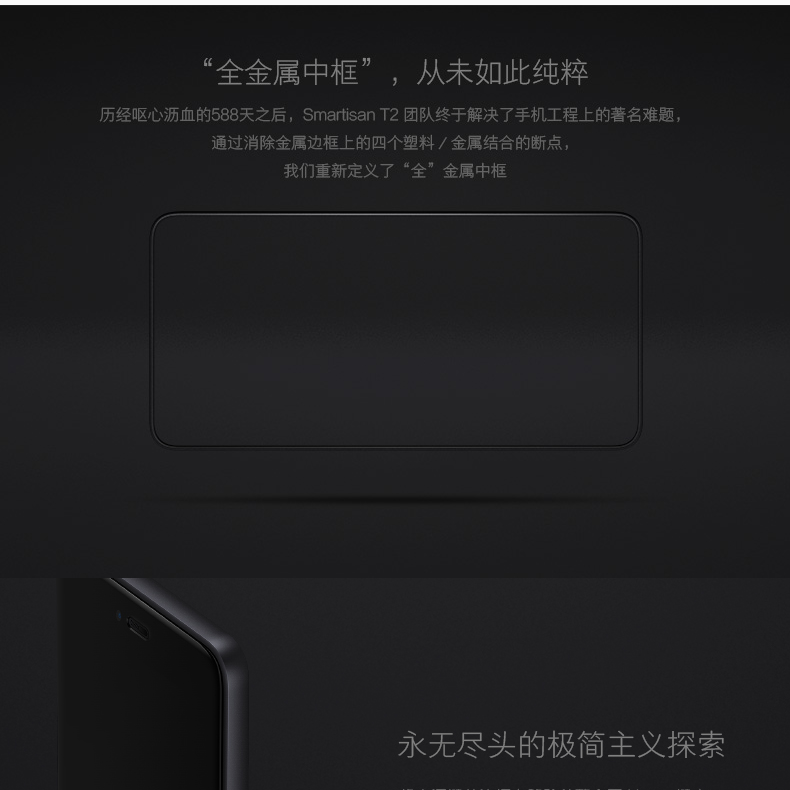 “全金属中框”，从未如此纯粹
历经呕心沥血的588天之后，Smartisan T2 团队终于解决了手机工程上的著名难题，
通过消除金属边框上的四个塑料 / 金属结合的断点，
我们重新定义了“全”金属中框
永无尽头的极简主义探索